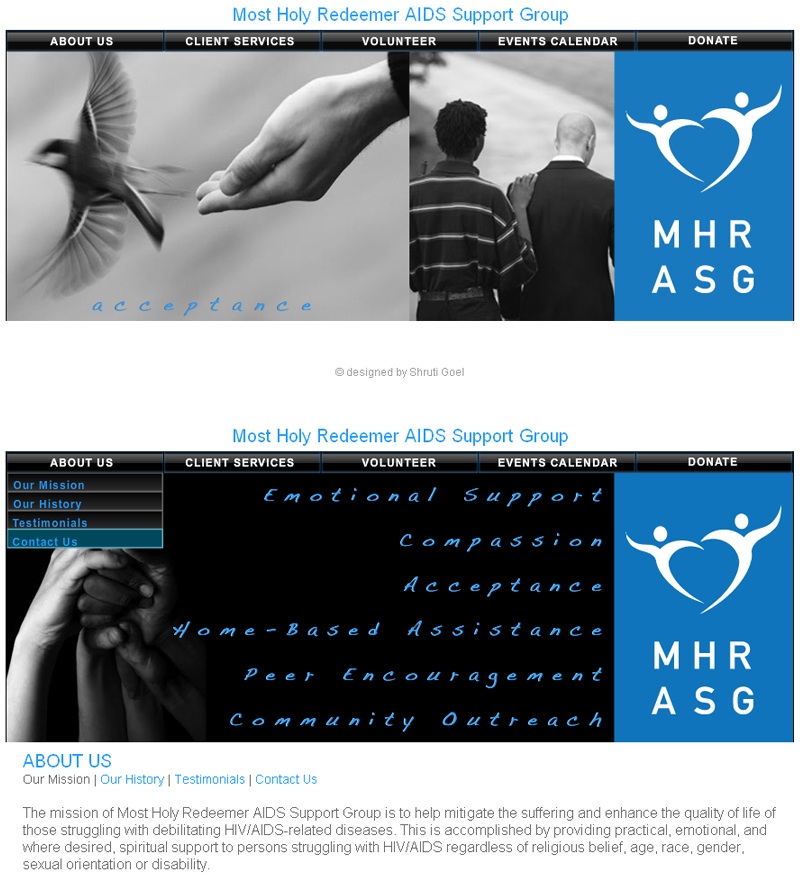 Most Holy Redeemer AIDS Support Group
ABOUT US CLIENT SERVICES VOLUNTEER EVENTS CALENDAR DONATE
acceptance
MHR
ASG
© designed by Shruti Goel
Most Holy Redeemer AIDS Support Group
ABOUT US CLIENT SERVICES VOLUNTEER EVENTS CALENDAR DONATE
Our Mission
Our History
Testimonials
Contact Us
Emotional Support
Compassion
Acceptance
Home-Based Assistance
Peer Encouragement
Community Outreach
MHR
ASG
ABOUT US
Our Mission | Our History | Testimonials | Contact Us
The mission of Most Holy Redeemer AIDS Support Group is to help mitigate the suffering and enhance the quality of life of
those struggling with debilitating HIV/AIDS-related diseases. This is accomplished by providing practical, emotional, and
where desired, spiritual support to persons struggling with HIV/AIDS regardless of religious belief, age, race, gender,
sexual orientation or disability.